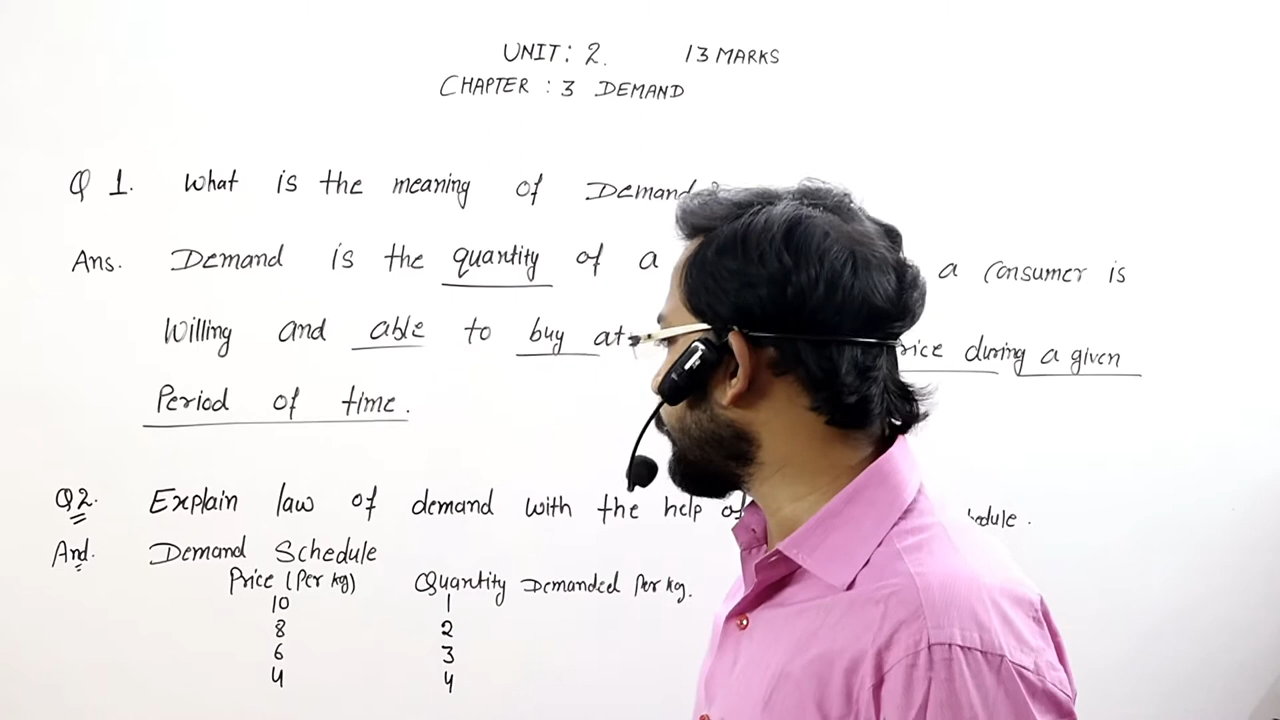 UNIT: 2. 13 MARKS
CHAPTER : 3 DEMAND
Q 1. What is the meaning of Demand
Ans. Demand is the quantity of a a Consumer is
Willing and able to buy at during a given
Period of time.
Q2. Explain law of demand with the help of
Ans. Demand Schedule
Price (Per kg) Quantity Demanded Per kg.
10 1
8 2
6 3
4 4